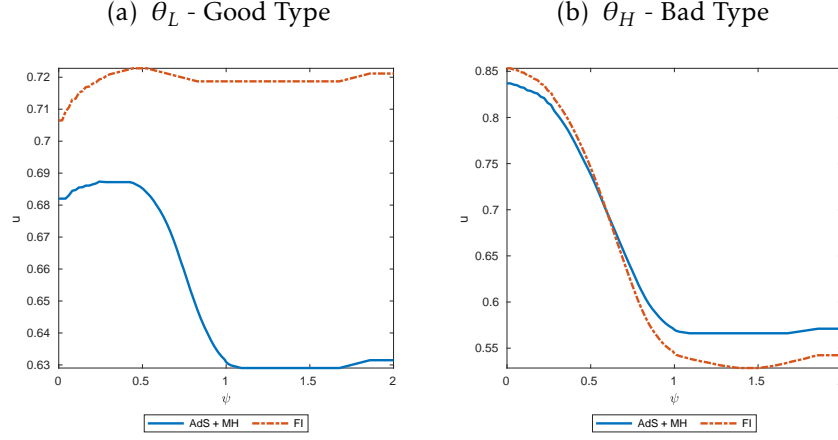 (a) θ_L - Good Type
(b) θ_H - Bad Type
0.72
0.71
0.7
0.69
0.68
0.67
0.66
0.65
0.64
0.63
u
0 0.5 1 1.5 2
ψ
AdS + MH FI
0.85
0.8
0.75
0.7
0.65
0.6
0.55
u
0 0.5 1 1.5
ψ
AdS + MH FI